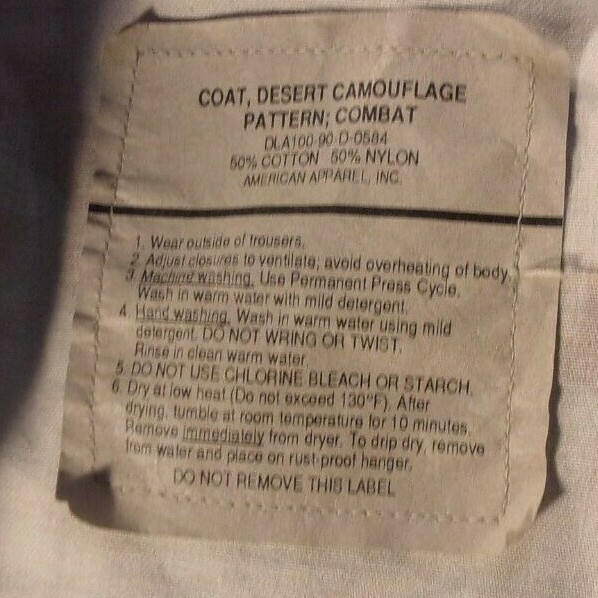 COAT, DESERT CAMOUFLAGE
PATTERN; COMBAT
DLA100-90-D-0584
50% COTTON 50% NYLON
AMERICAN APPAREL, INC.
1. Wear outside of trousers.
2. Adjust closures to ventilate; avoid overheating of body.
3. Machine washing. Use Permanent Press Cycle.
Wash in warm water with mild detergent.
4. Hand washing. Wash in warm water using mild
detergent. DO NOT WRING OR TWIST.
Rinse in clean warm water.
5. DO NOT USE CHLORINE BLEACH OR STARCH.
6. Dry at low heat (Do not exceed 130°F). After
drying, tumble at room temperature for 10 minutes.
Remove immediately from dryer. To drip dry, remove
from water and place on rust-proof hanger.
DO NOT REMOVE THIS LABEL